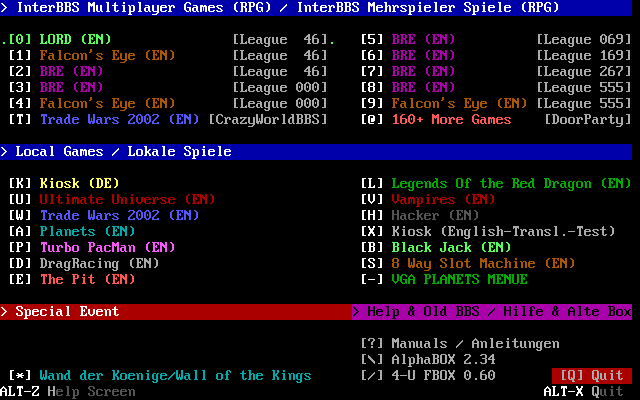 > InterBBS Multiplayer Games (RPG) / InterBBS Mehrspieler Spiele (RPG)
.[0] LORD (EN) [League 46]. [5] BRE (EN) [League 069]
[1] Falcon's Eye (EN) [League 46] [6] BRE (EN) [League 169]
[2] BRE (EN) [League 46] [7] BRE (EN) [League 267]
[3] BRE (EN) [League 000] [8] BRE (EN) [League 555]
[4] Falcon's Eye (EN) [League 000] [9] Falcon's Eye (EN) [League 555]
[T] Trade Wars 2002 (EN) [CrazyWorldBBS] [@] 160+ More Games [DoorParty]
> Local Games / Lokale Spiele
[K] Kiosk (DE) [L] Legends Of the Red Dragon (EN)
[U] Ultimate Universe (EN) [V] Vampires (EN)
[W] Trade Wars 2002 (EN) [H] Hacker (EN)
[A] Planets (EN) [X] Kiosk (English-Transl.-Test)
[P] Turbo PacMan (EN) [B] Black Jack (EN)
[D] DragRacing (EN) [S] 8 Way Slot Machine (EN)
[E] The Pit (EN) [-] VGA PLANETS MENUE
> Special Event > Help & Old BBS / Hilfe & Alte Box
[?] Manuals / Anleitungen
[\] AlphaBOX 2.34
[*] Wand der Koenige/Wall of the Kings [/] 4-U FBOX 0.60 [Q] Quit
ALT-Z Help Screen ALT-X Quit